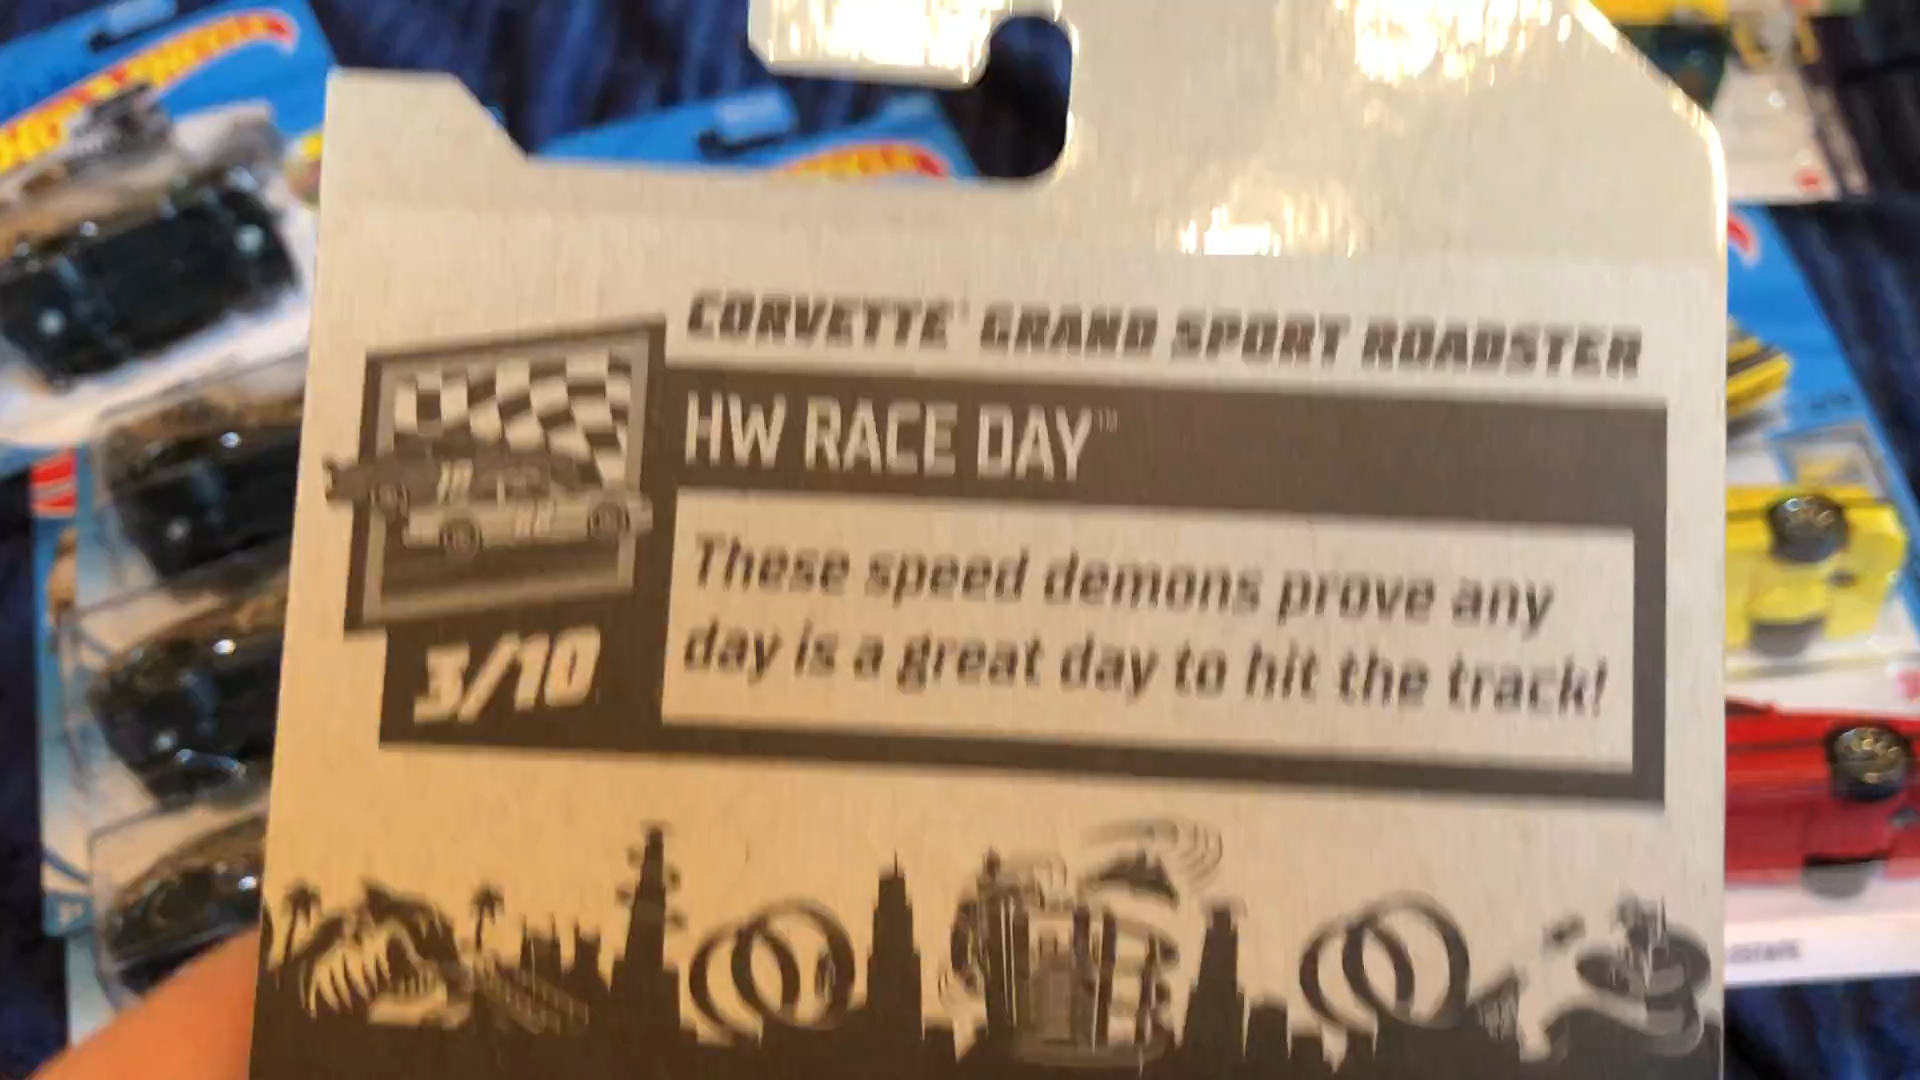 CORVETTE GRAND SPORT ROADSTER
HW RACE DAY™
These speed demons prove any
day is a great day to hit the track!
3/10